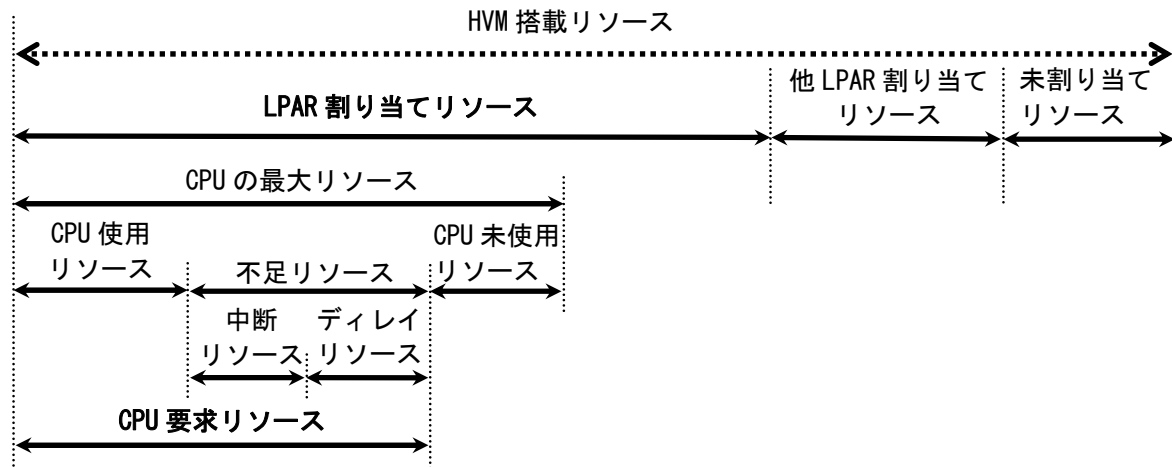 HVM 搭載リソース
LPAR 割り当てリソース
他 LPAR 割り当て
リソース
未割り当て
リソース
CPU の最大リソース
CPU 使用
リソース
不足リソース
CPU 未使用
リソース
中断
リソース
ディレイ
リソース
CPU 要求リソース